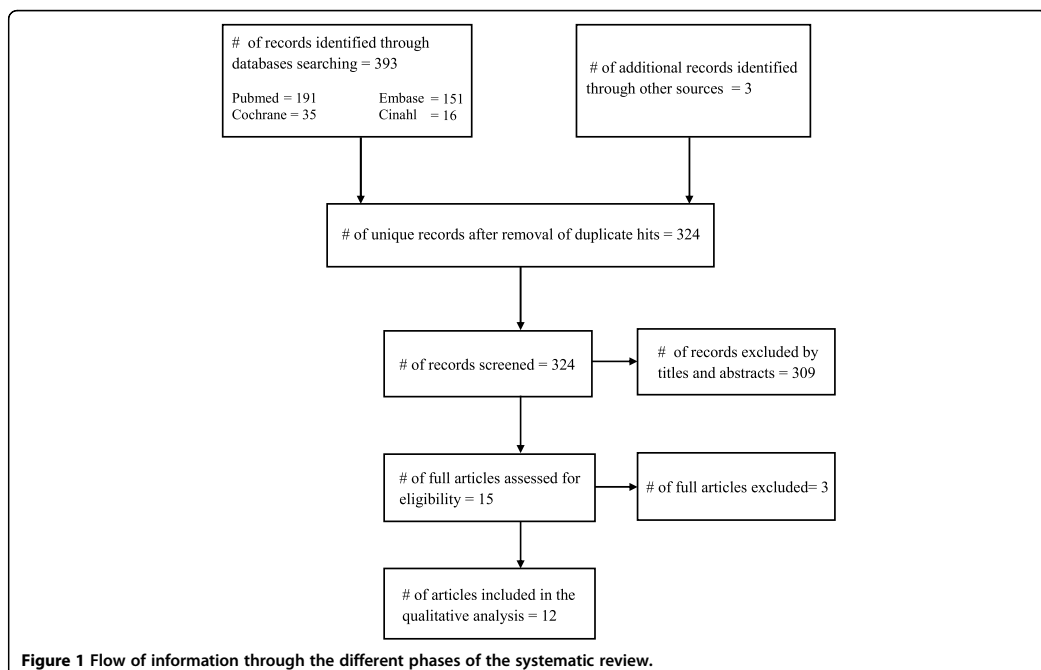 # of records identified through
databases searching = 393
Pubmed = 191 Embase = 151
Cochrane = 35 Cinahl = 16
# of additional records identified
through other sources = 3
# of unique records after removal of duplicate hits = 324
# of records screened = 324
# of records excluded by
titles and abstracts = 309
# of full articles assessed for
eligibility = 15
# of full articles excluded= 3
# of articles included in the
qualitative analysis = 12
Figure 1 Flow of information through the different phases of the systematic review.